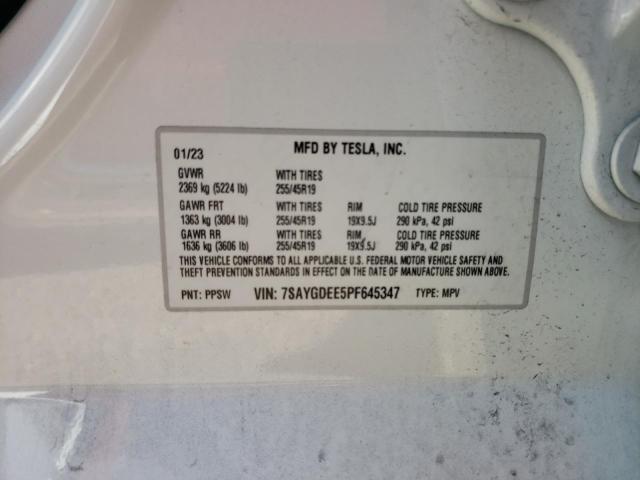 01/23 MFD BY TESLA, INC.
GVWR WITH TIRES
2369 kg (5224 lb) 255/45R19
GAWR FRT WITH TIRES RIM COLD TIRE PRESSURE
1363 kg (3004 lb) 255/45R19 19X9.5J 290 kPa, 42 psi
GAWR RR WITH TIRES RIM COLD TIRE PRESSURE
1636 kg (3606 lb) 255/45R19 19X9.5J 290 kPa, 42 psi
THIS VEHICLE CONFORMS TO ALL APPLICABLE U.S. FEDERAL MOTOR VEHICLE SAFETY AND
THEFT PREVENTION STANDARDS IN EFFECT ON THE DATE OF MANUFACTURE SHOWN ABOVE.
PNT: PPSW VIN: 7SAYGDEE5PF645347 TYPE: MPV